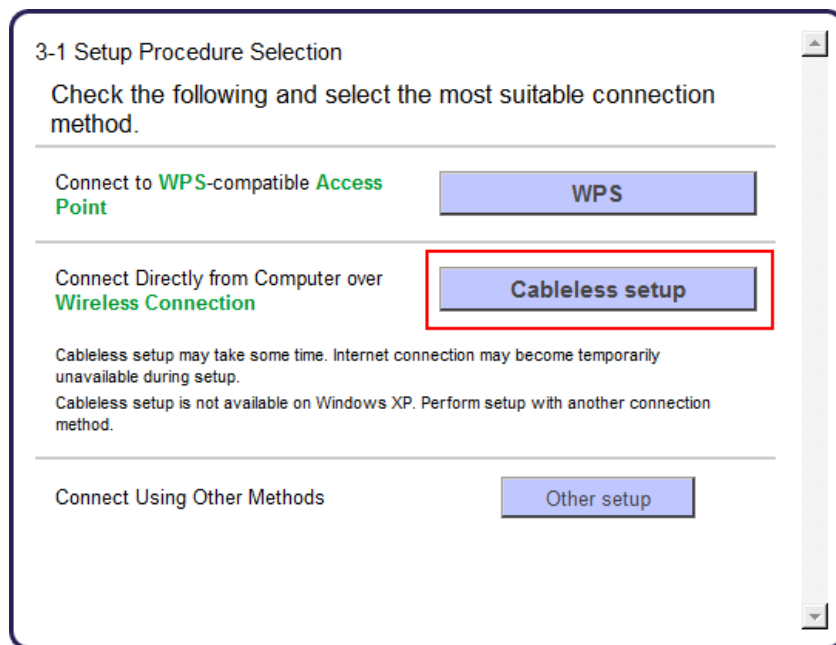 3-1 Setup Procedure Selection
Check the following and select the most suitable connection
method.
Connect to WPS-compatible Access
Point
WPS
Connect Directly from Computer over
Wireless Connection
Cableless setup
Cableless setup may take some time. Internet connection may become temporarily
unavailable during setup.
Cableless setup is not available on Windows XP. Perform setup with another connection
method.
Connect Using Other Methods
Other setup